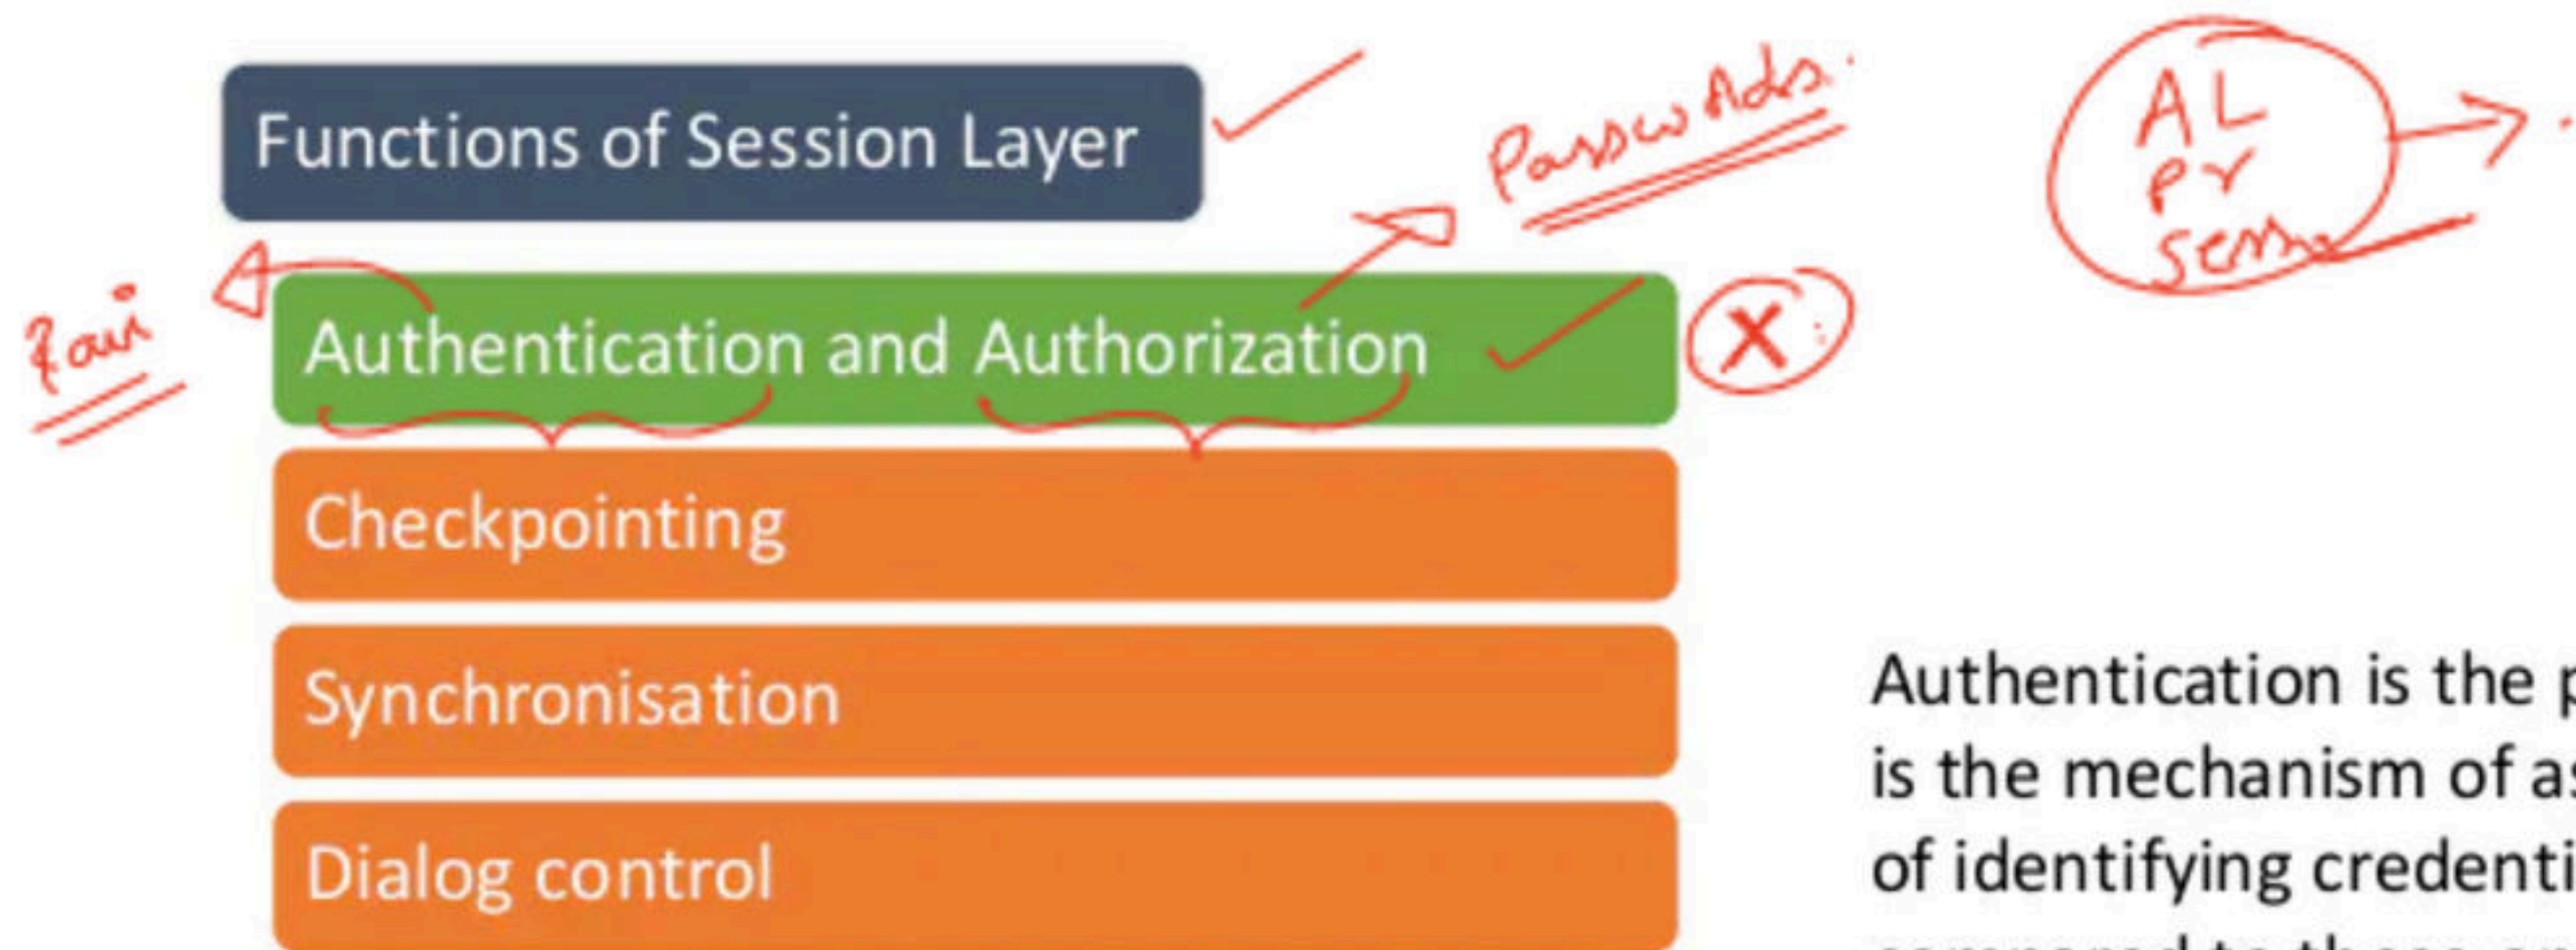 Functions of Session Layer
Passwords.
AL
Pr
Authentication and Authorization
X
Checkpointing
Synchronisation
Dialog control
Authentication is the p
is the mechanism of as
of identifying credenti